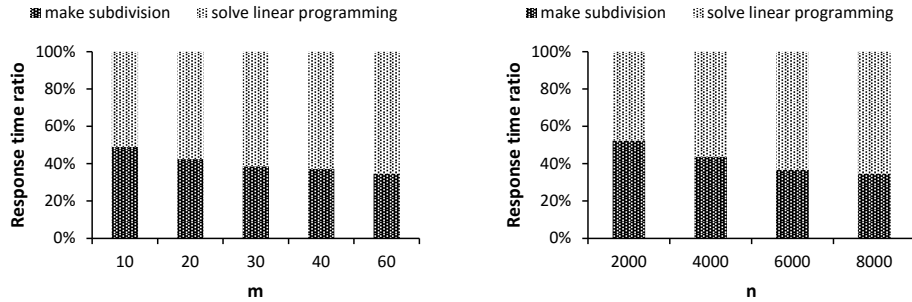 make subdivision solve linear programming
Response time ratio
100%
80%
60%
40%
20%
0%
10 20 30 40 60
m
make subdivision solve linear programming
Response time ratio
100%
80%
60%
40%
20%
0%
2000 4000 6000 8000
n